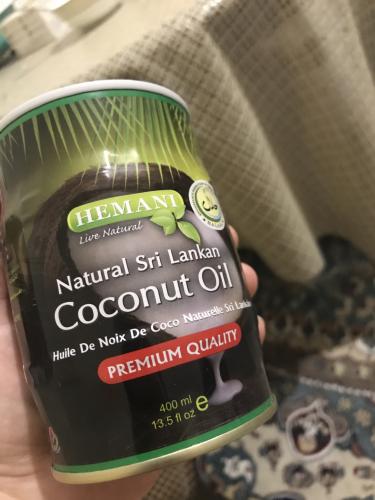 HEMANI
Live Natural
Natural Sri Lankan
Coconut Oil
Huile De Noix De Coco Naturelle Sri Lankan
PREMIUM QUALITY
400 ml
13.5 fl oz e